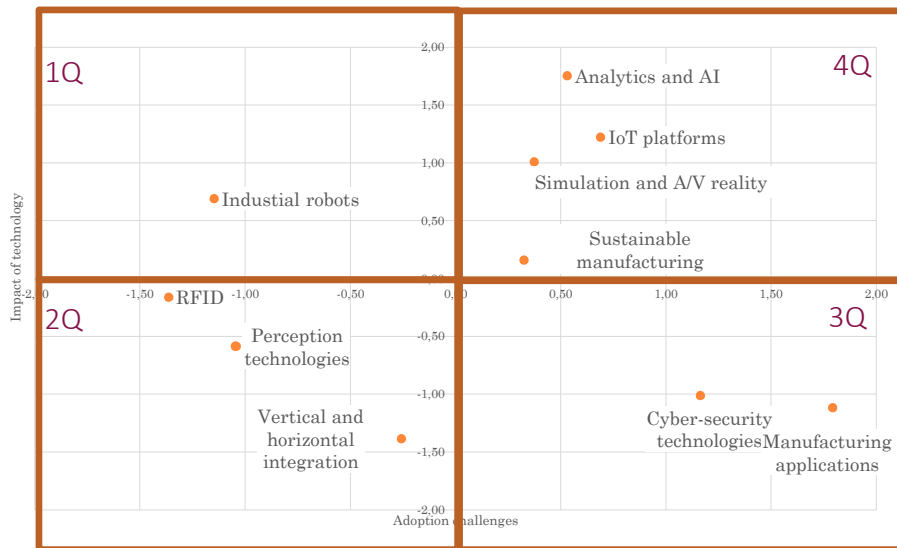 1Q
4Q
2,00
Analytics and AI
1,50
IoT platforms
1,00
Simulation and A/V reality
Industial robots
0,50
Sustainable
manufacturing
Impact of technology
-2,00
-1,50
-1,00
-0,50
0,50
1,00
1,50
2,00
RFID
2Q
3Q
-0,50
Perception
technologies
-1,00
Vertical and
horizontal
integration
Cyber-security
technologies
Manufacturing
applications
-1,50
-2,00
Adoption challenges